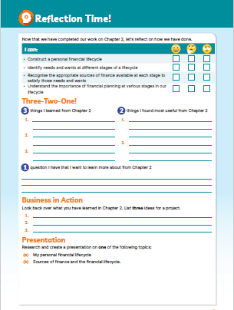 Reflection Time!
Now that we have completed our work on Chapter 2, let's reflect on how we have done.
I can:
• Construct a personal financial lifecycle
• Identify needs and wants at different stages of a lifecycle
• Recognise the appropriate sources of finance available at each stage to
satisfy those needs and wants
• Understand the importance of financial planning at various stages in our
lifecycle
Three-Two-One!
3 things I learned from Chapter 2
2 things I found most useful from Chapter 2
1.
1.
2.
2.
3.
1 question I have that I want to learn more about from Chapter 2
Business in Action
Look back over what you have learned in Chapter 2. List three ideas for a project.
1.
2.
3.
Presentation
Research and create a presentation on one of the following topics:
(a) My personal financial lifecycle
(b) Sources of finance and the financial lifecycle.